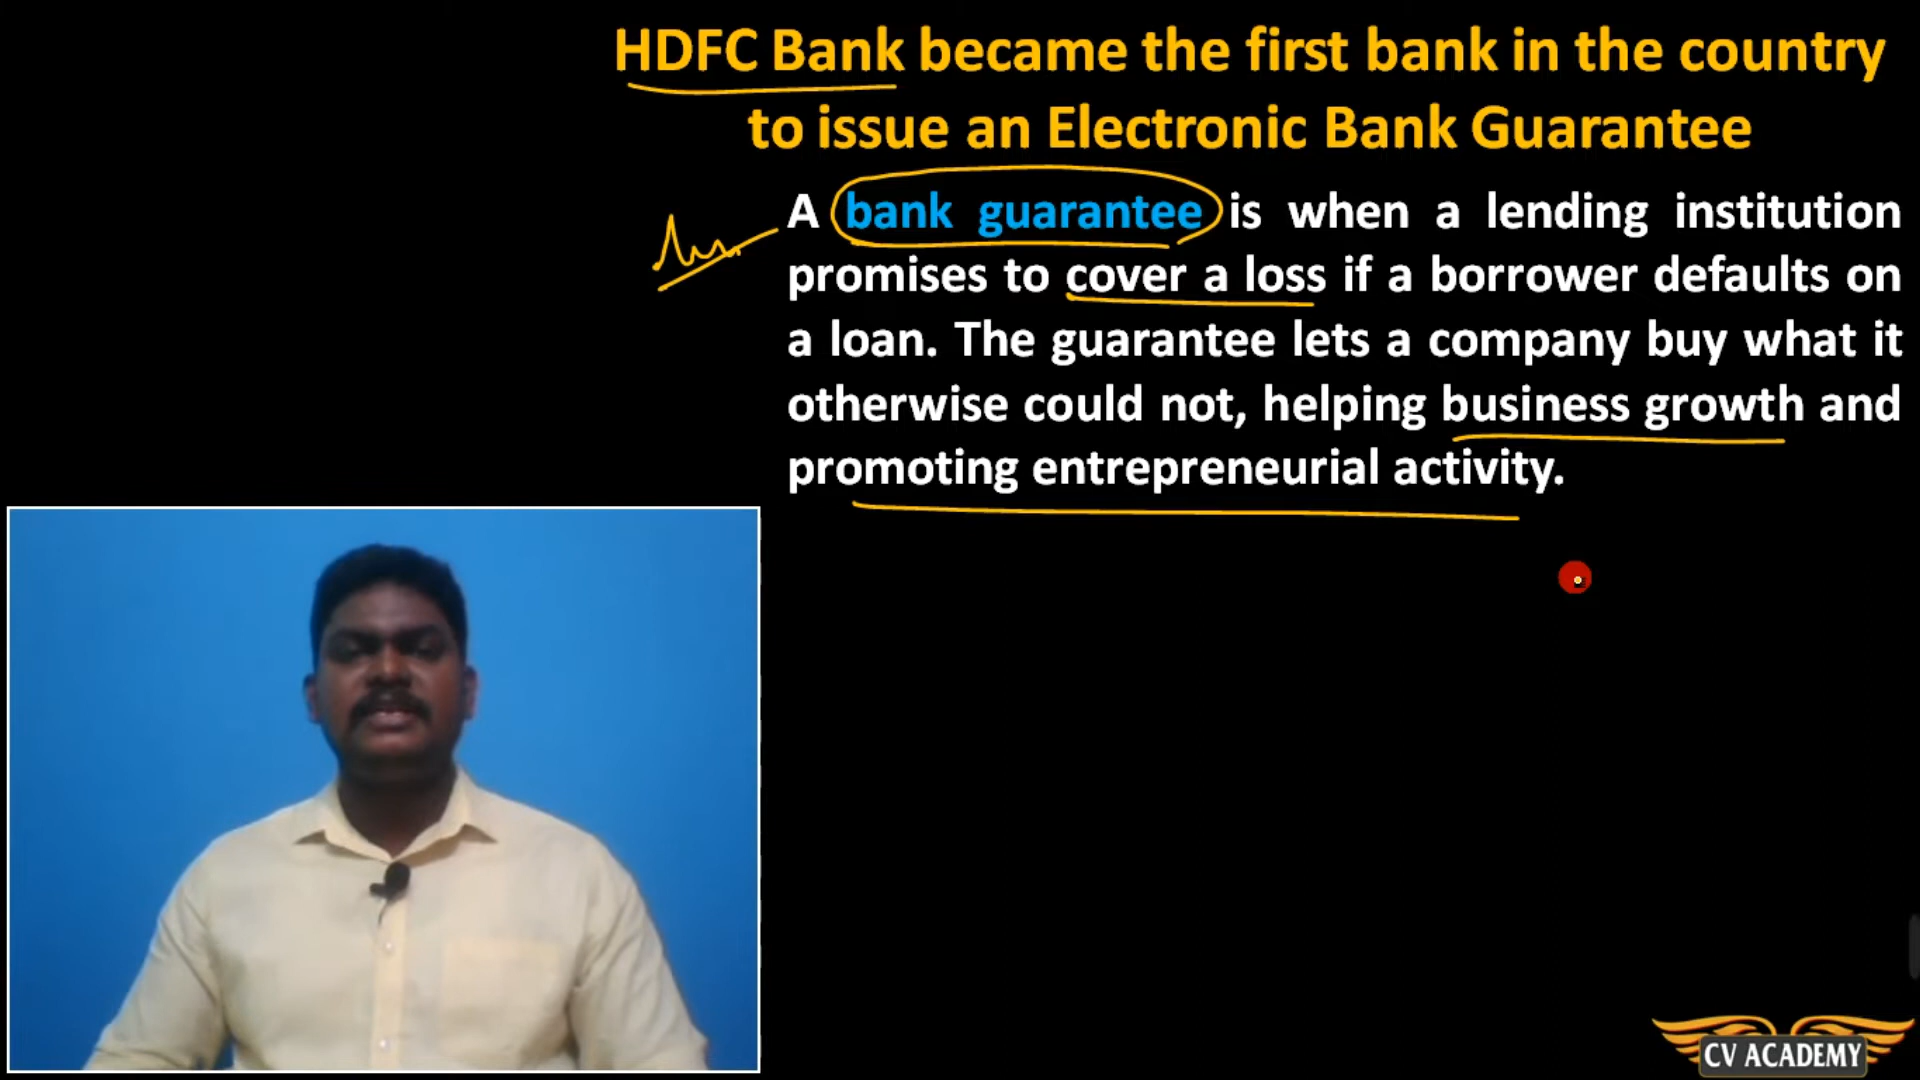 HDFC Bank became the first bank in the country
to issue an Electronic Bank Guarantee
A bank guarantee is when a lending institution
promises to cover a loss if a borrower defaults on
a loan. The guarantee lets a company buy what it
otherwise could not, helping business growth and
promoting entrepreneurial activity.
CV ACADEMY